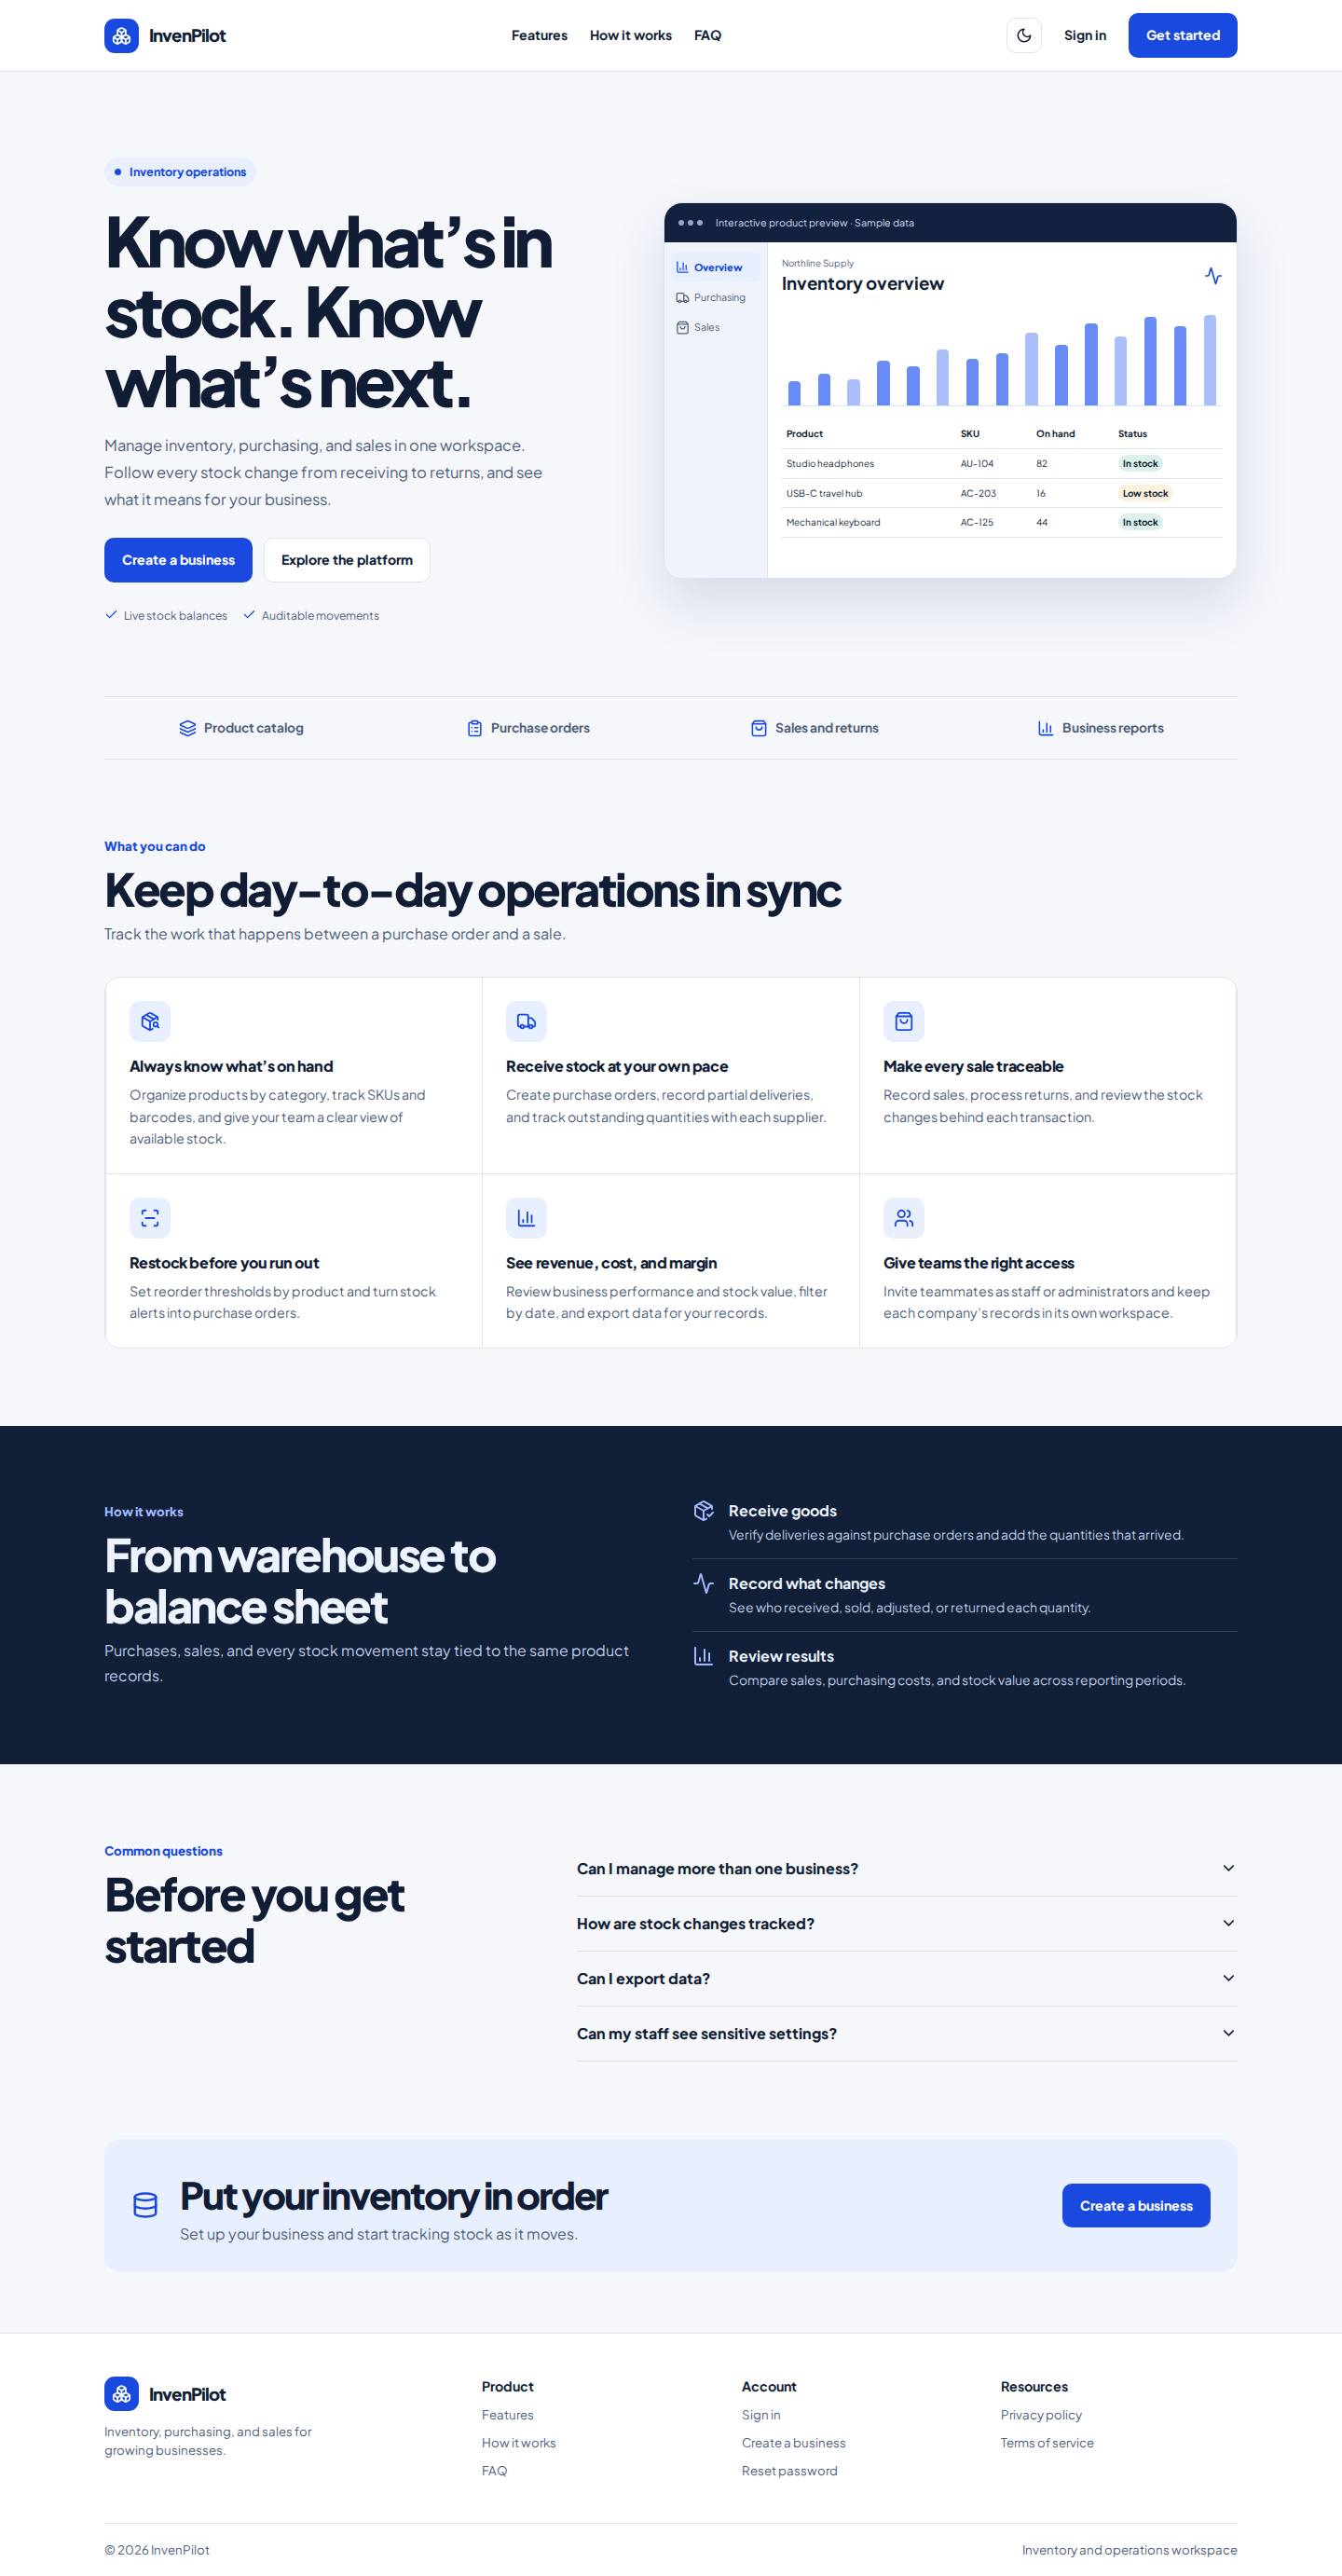 InvenPilot
Features
How it works
FAQ
Sign in
Get started
Inventory operations
Know what’s in
stock. Know
what’s next.
Manage inventory, purchasing, and sales in one workspace.
Follow every stock change from receiving to returns, and see
what it means for your business.
Create a business
Explore the platform
Live stock balances
Auditable movements
Interactive product preview · Sample data
Overview
Purchasing
Sales
Northline Supply
Inventory overview
Product SKU On hand Status
Studio headphones AU-104 82 In stock
USB-C travel hub AC-203 16 Low stock
Mechanical keyboard AC-125 44 In stock
Product catalog
Purchase orders
Sales and returns
Business reports
What you can do
Keep day-to-day operations in sync
Track the work that happens between a purchase order and a sale.
Always know what’s on hand
Organize products by category, track SKUs and
barcodes, and give your team a clear view of
available stock.
Receive stock at your own pace
Create purchase orders, record partial deliveries,
and track outstanding quantities with each supplier.
Make every sale traceable
Record sales, process returns, and review the stock
changes behind each transaction.
Restock before you run out
Set reorder thresholds by product and turn stock
alerts into purchase orders.
See revenue, cost, and margin
Review business performance and stock value, filter
by date, and export data for your records.
Give teams the right access
Invite teammates as staff or administrators and keep
each company’s records in its own workspace.
How it works
From warehouse to
balance sheet
Purchases, sales, and every stock movement stay tied to the same product
records.
Receive goods
Verify deliveries against purchase orders and add the quantities that arrived.
Record what changes
See who received, sold, adjusted, or returned each quantity.
Review results
Compare sales, purchasing costs, and stock value across reporting periods.
Common questions
Before you get
started
Can I manage more than one business?
How are stock changes tracked?
Can I export data?
Can my staff see sensitive settings?
Put your inventory in order
Set up your business and start tracking stock as it moves.
Create a business
InvenPilot
Inventory, purchasing, and sales for
growing businesses.
Product
Features
How it works
FAQ
Account
Sign in
Create a business
Reset password
Resources
Privacy policy
Terms of service
© 2026 InvenPilot
Inventory and operations workspace